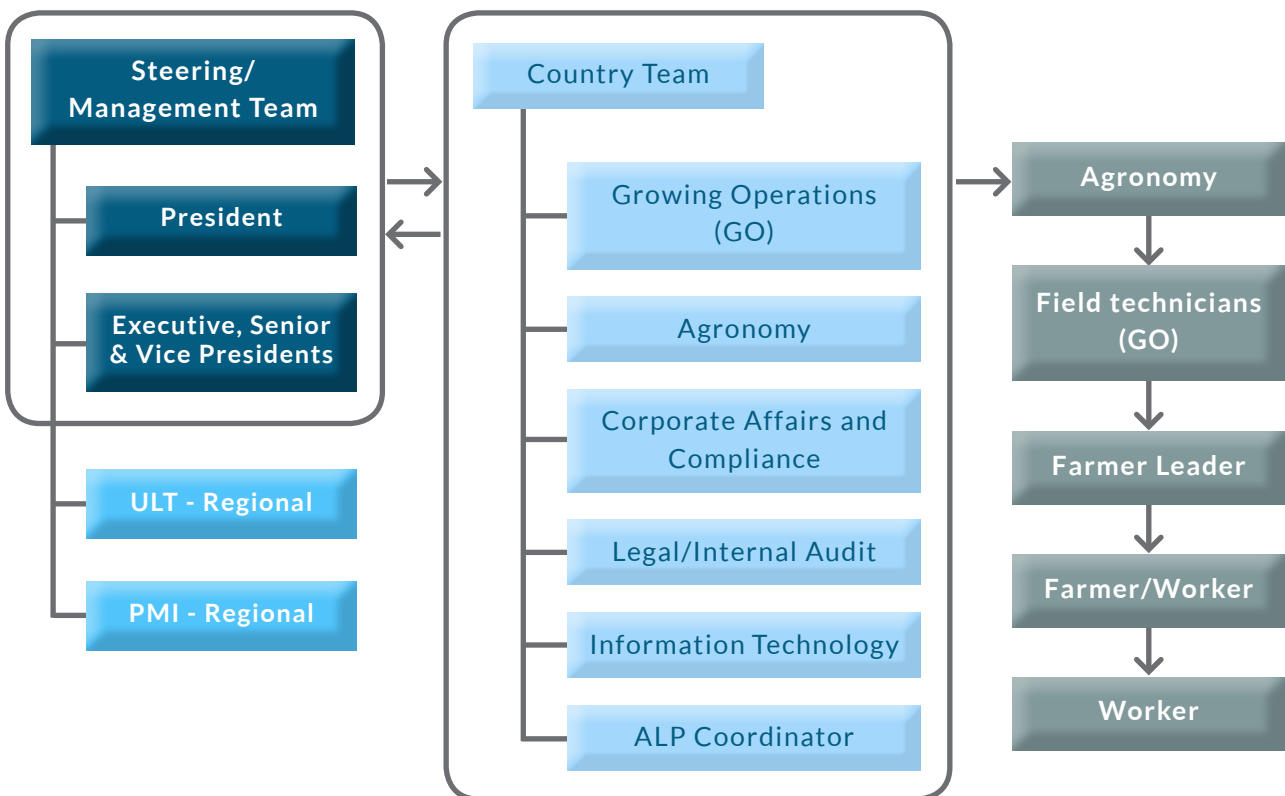 Steering/
Management Team
President
Executive, Senior
& Vice Presidents
ULT - Regional
PMI - Regional
Country Team
Growing Operations
(GO)
Agronomy
Corporate Affairs and
Compliance
Legal/Internal Audit
Information Technology
ALP Coordinator
Agronomy
Field technicians
(GO)
Farmer Leader
Farmer/Worker
Worker